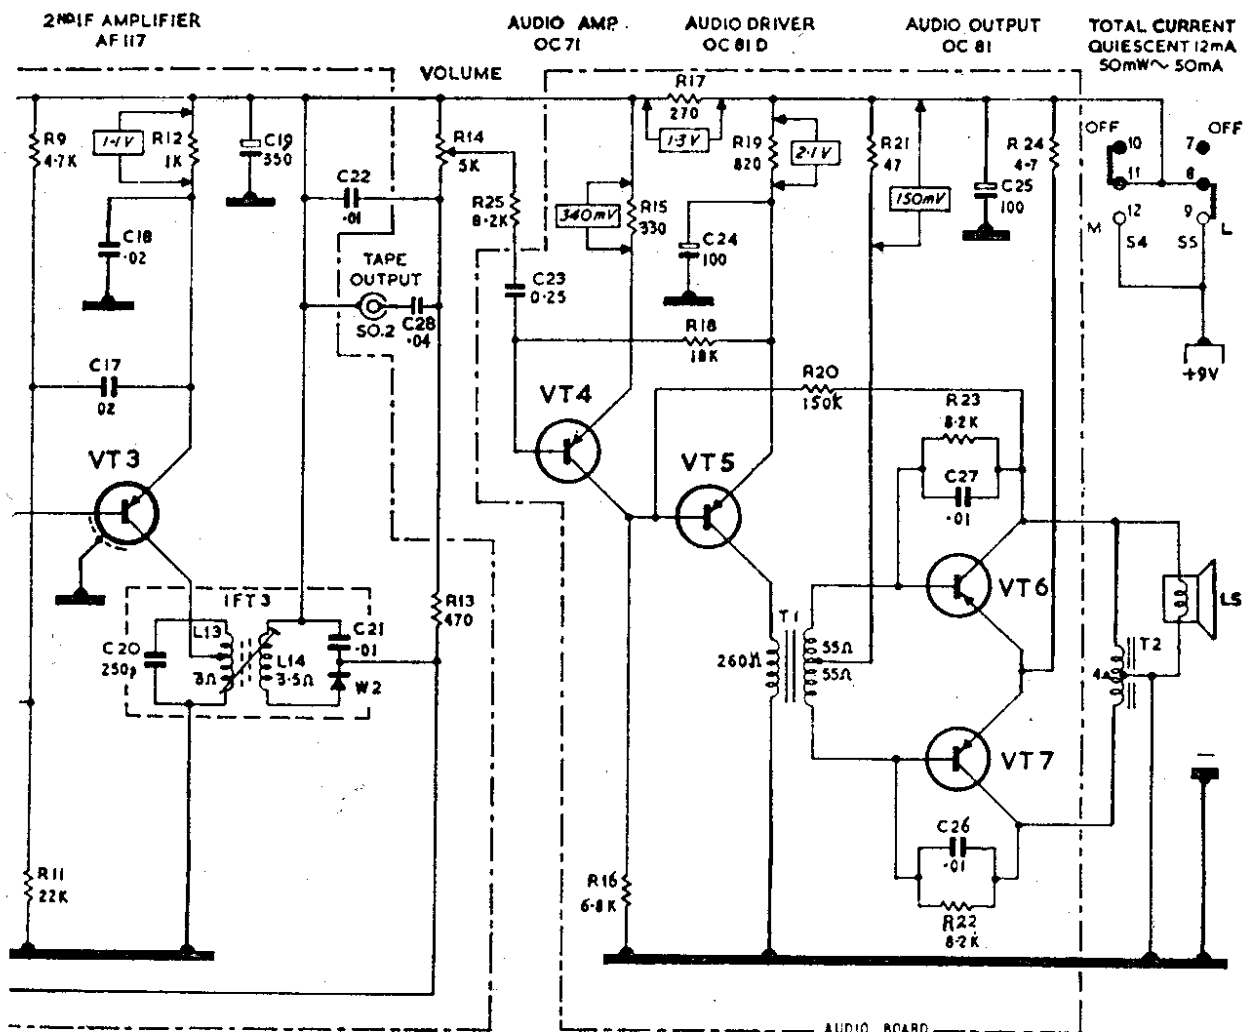 2ND IF AMPLIFIER
AF 117
AUDIO AMP.
OC 71
AUDIO DRIVER
OC 81 D
AUDIO OUTPUT
OC 81
TOTAL CURRENT
QUIESCENT 12mA
50mW ~ 50mA
VOLUME
R9
4·7K
1·1V
R12
1K
C19
350
C22
·01
R14
5K
R25
8·2K
340mV
R15
330
R17
270
1·3V
R19
820
2·1V
R21
47
150mV
C25
100
R 24
4·7
OFF
10
11
12
M
S4
7
OFF
8
9
S5
L
+9V
C18
·02
TAPE
OUTPUT
SO.2
C28
·04
C23
0·25
C24
100
R18
18K
C17
02
VT4
R20
150K
R23
8·2K
C27
·01
VT3
VT5
VT6
LS
IFT 3
C20
250p
L13
3Ω
L14
3·5Ω
C21
·01
W2
R13
470
T1
260Ω
55Ω
55Ω
T2
VT7
C26
·01
R22
8·2K
R11
22K
R16
6·8K
AUDIO BOARD